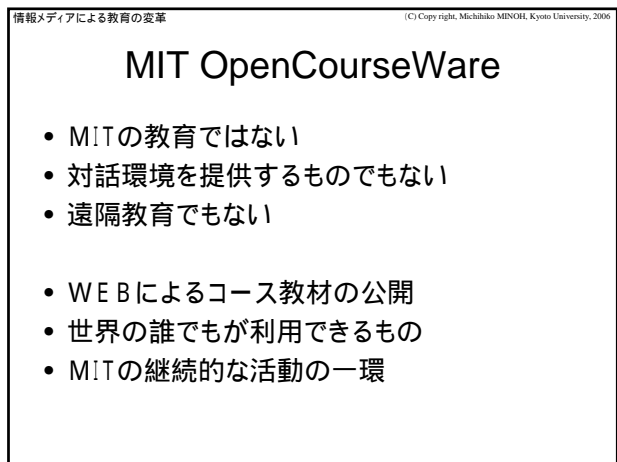 情報メディアによる教育の変革
(C) Copy right, Michihiko MINOH, Kyoto University, 2006
MIT OpenCourseWare
• MITの教育ではない
• 対話環境を提供するものでもない
• 遠隔教育でもない
• WEBによるコース教材の公開
• 世界の誰でもが利用できるもの
• MITの継続的な活動の一環